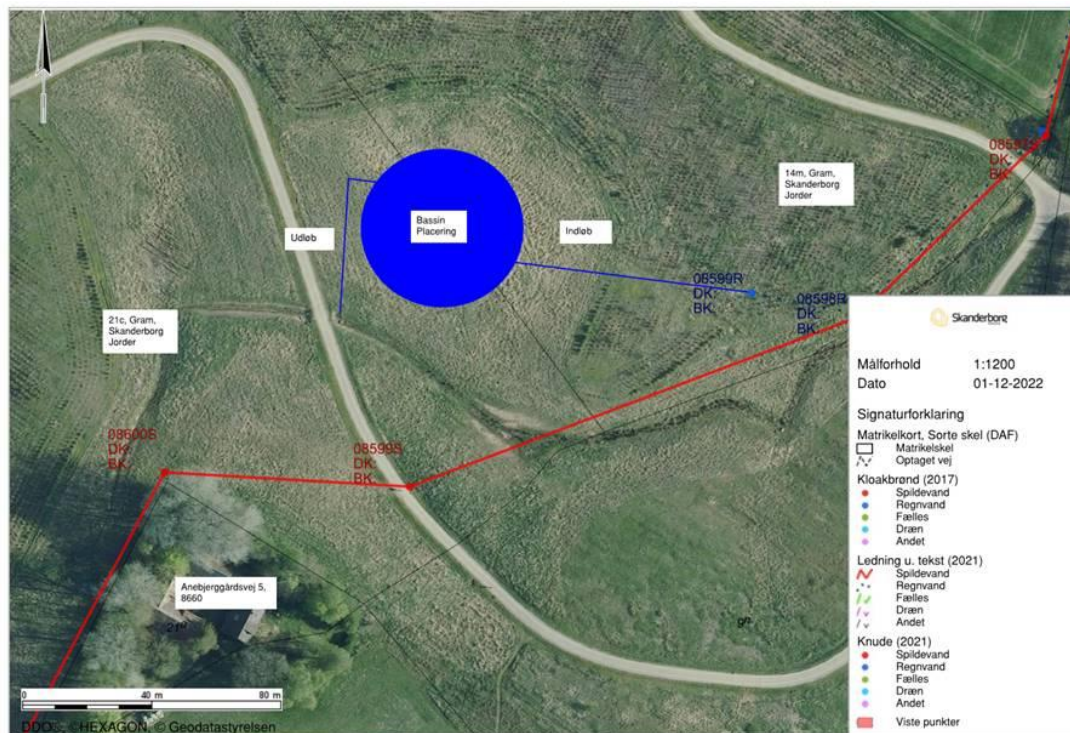 08597S
DK:
BK:
14m, Gram,
Skanderborg
Jorder
Bassin
Placering
Udløb
Indløb
08599R
DK:
BK:
08598R
DK:
BK:
21c, Gram,
Skanderborg
Jorder
08600S
DK:
BK:
08599S
DK:
BK:
Anebjerggårdsvej 5,
8660
0 40 m 80 m
DDO, ©HEXAGON, © Geodatastyrelsen
Skanderborg
Målforhold 1:1200
Dato 01-12-2022
Signaturforklaring
Matrikelkort, Sorte skel (DAF)
Matrikelskel
Optaget vej
Kloakbrønd (2017)
Spildevand
Regnvand
Fælles
Dræn
Andet
Ledning u. tekst (2021)
Spildevand
Regnvand
Fælles
Dræn
Andet
Knude (2021)
Spildevand
Regnvand
Fælles
Dræn
Andet
Viste punkter